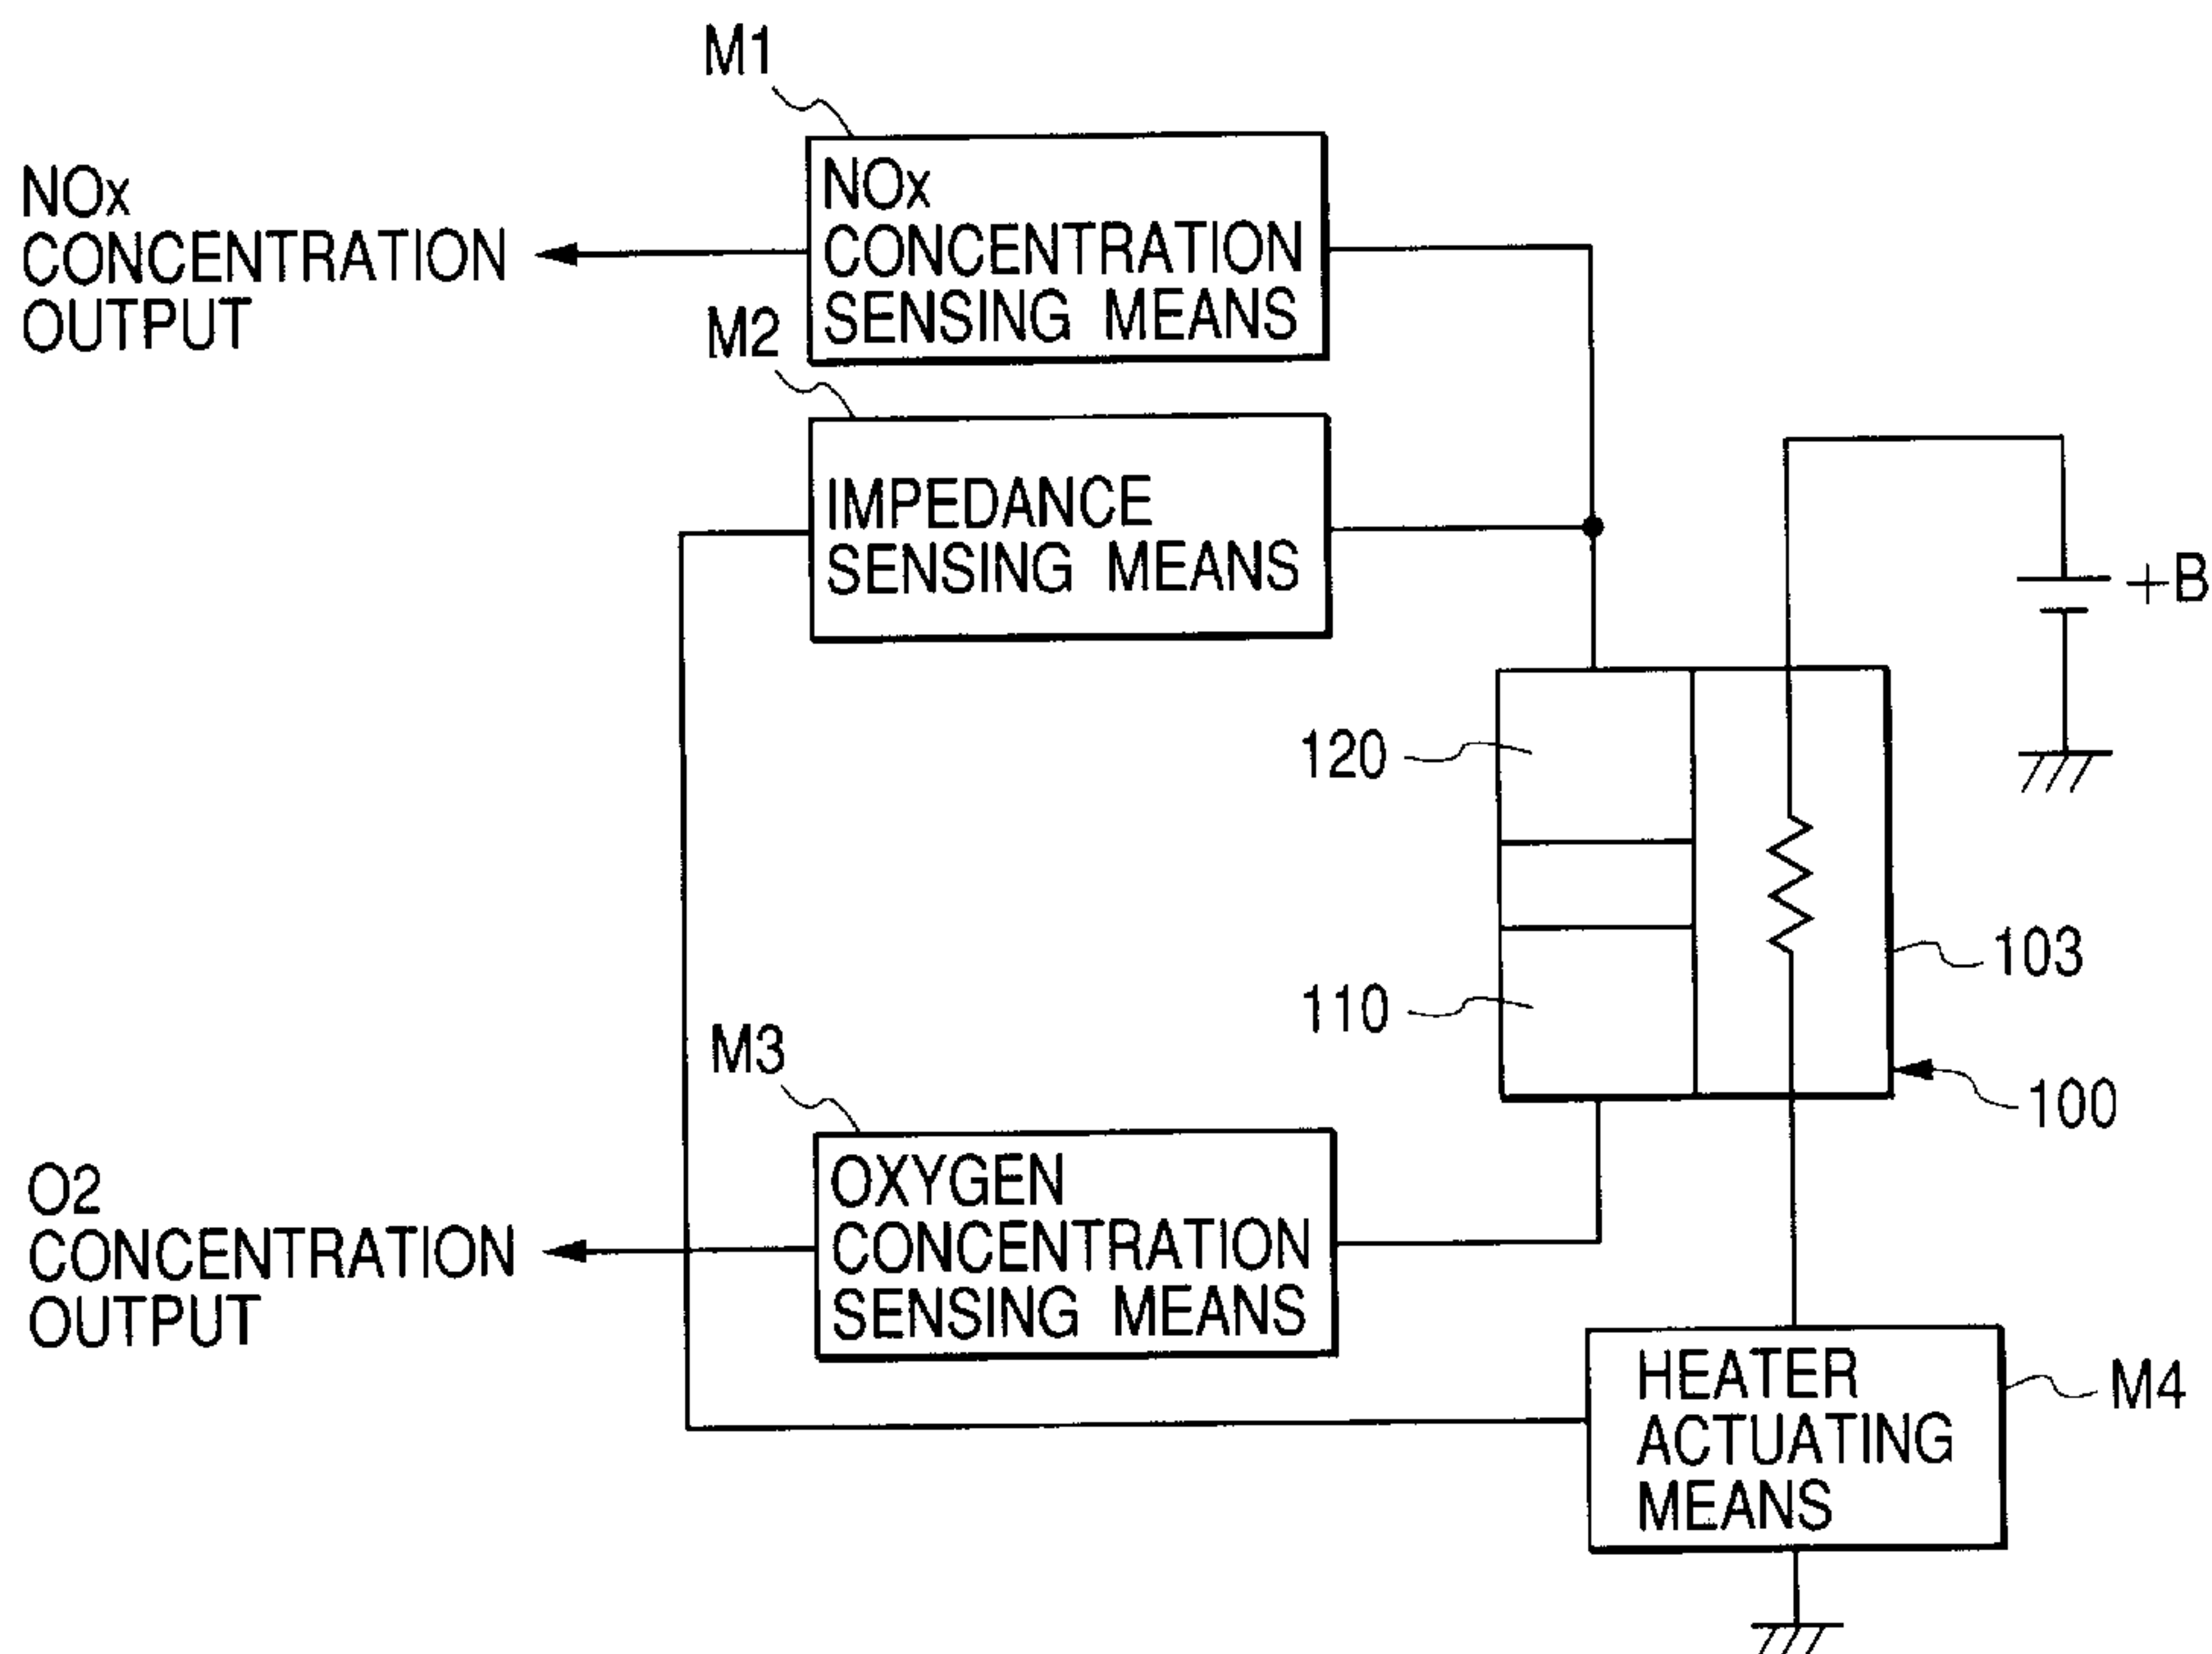 M1
NOx
CONCENTRATION
OUTPUT
NOx
CONCENTRATION
SENSING MEANS
M2
IMPEDANCE
SENSING MEANS
+B
120
110
103
100
M3
O2
CONCENTRATION
OUTPUT
OXYGEN
CONCENTRATION
SENSING MEANS
HEATER
ACTUATING
MEANS
M4